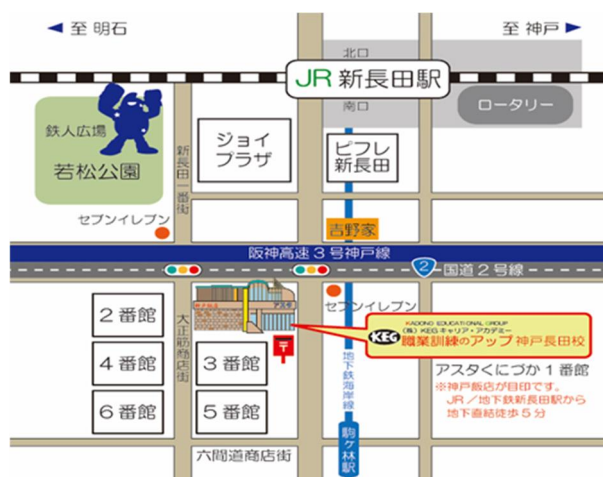 至 明石
至 神戸
北口
JR 新長田駅
南口
ロータリー
鉄人広場
若松公園
新長田一番街
ジョイ
プラザ
ピフレ
新長田
セブンイレブン
吉野家
阪神高速3号神戸線
2
国道2号線
2番館
4番館
6番館
大正筋商店街
アスタ
3番館
5番館
セブンイレブン
地下鉄海岸線
駒ヶ林駅
KADONO EDUCATIONAL GROUP
(株) KEG キャリア・アカデミー
KEG
職業訓練のアップ 神戸長田校
アスタくにづか1番館
※神戸飯店が目印です。
JR/地下鉄新長田駅から
地下直結徒歩5分
六間道商店街